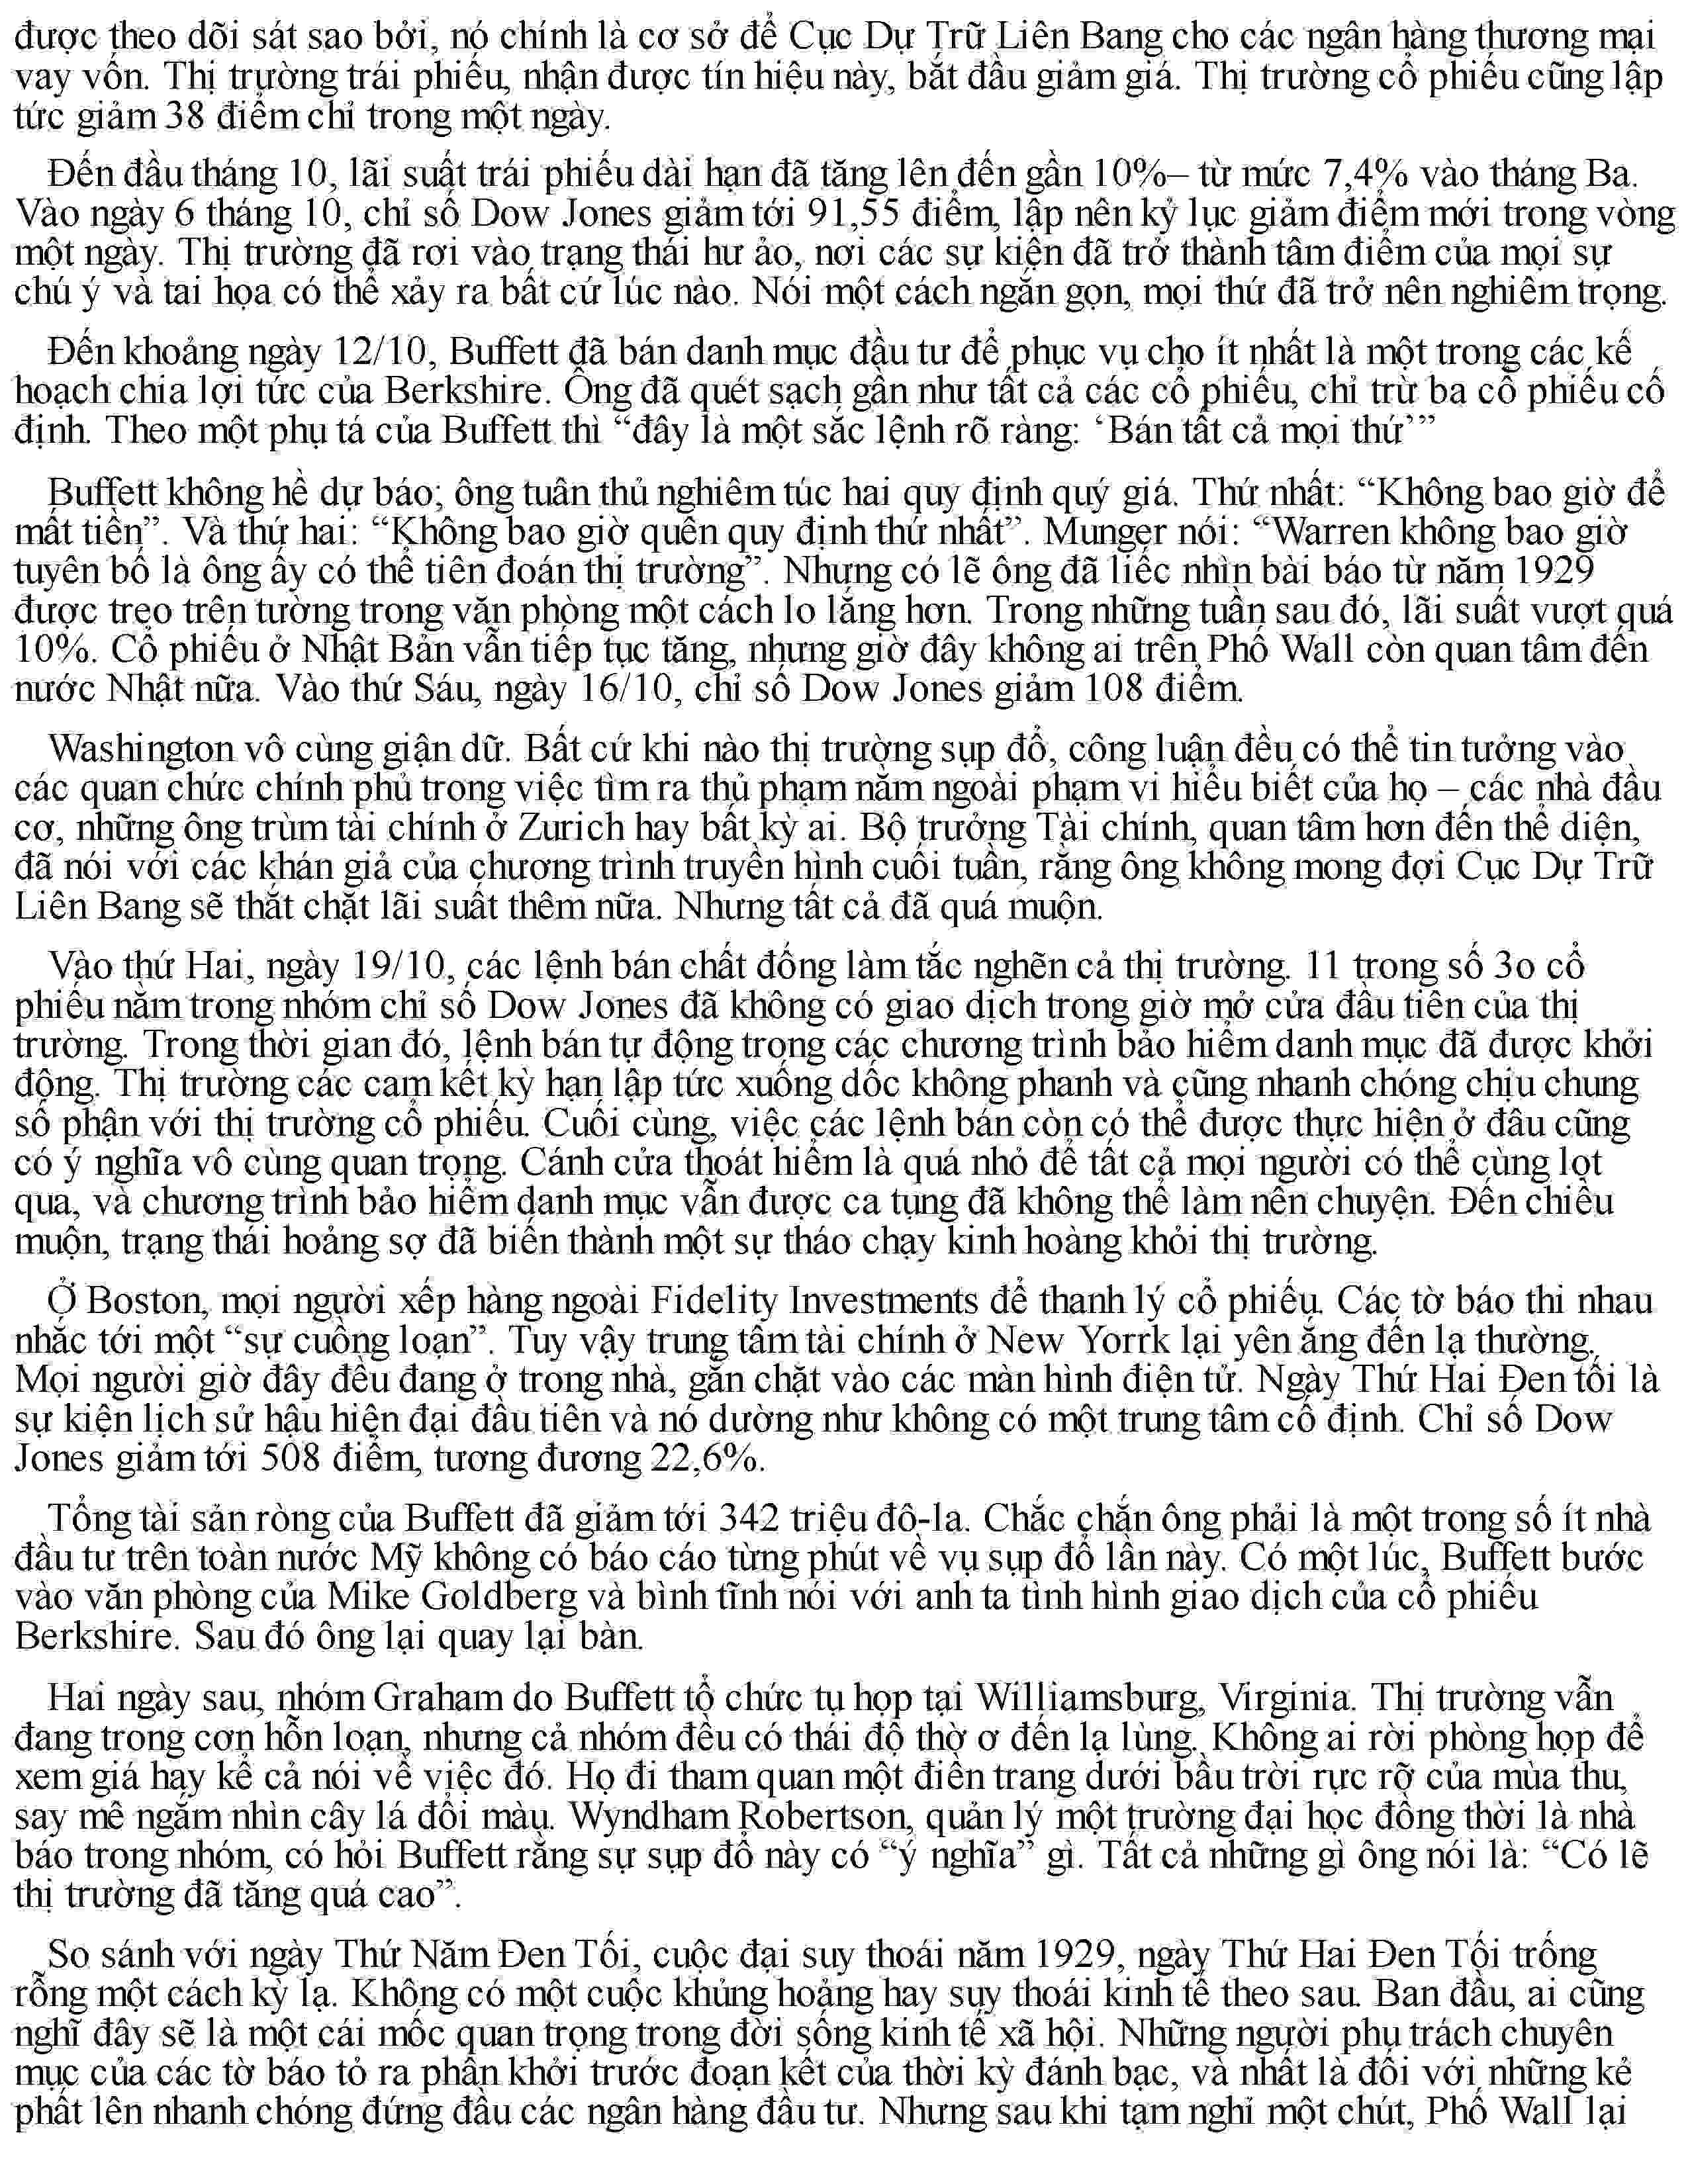 được theo dõi sát sao bởi, nó chính là cơ sở để Cục Dự Trữ Liên Bang cho các ngân hàng thương mại
vay vốn. Thị trường trái phiếu, nhận được tín hiệu này, bắt đầu giảm giá. Thị trường cổ phiếu cũng lập
tức giảm 38 điểm chỉ trong một ngày.
Đến đầu tháng 10, lãi suất trái phiếu dài hạn đã tăng lên đến gần 10%– từ mức 7,4% vào tháng Ba.
Vào ngày 6 tháng 10, chỉ số Dow Jones giảm tới 91,55 điểm, lập nên kỷ lục giảm điểm mới trong vòng
một ngày. Thị trường đã rơi vào trạng thái hư ảo, nơi các sự kiện đã trở thành tâm điểm của mọi sự
chú ý và tai họa có thể xảy ra bất cứ lúc nào. Nói một cách ngắn gọn, mọi thứ đã trở nên nghiêm trọng.
Đến khoảng ngày 12/10, Buffett đã bán danh mục đầu tư để phục vụ cho ít nhất là một trong các kế
hoạch chia lợi tức của Berkshire. Ông đã quét sạch gần như tất cả các cổ phiếu, chỉ trừ ba cổ phiếu cố
định. Theo một phụ tá của Buffett thì “đây là một sắc lệnh rõ ràng: ‘Bán tất cả mọi thứ’”
Buffett không hề dự báo; ông tuân thủ nghiêm túc hai quy định quý giá. Thứ nhất: “Không bao giờ để
mất tiền”. Và thứ hai: “Không bao giờ quên quy định thứ nhất”. Munger nói: “Warren không bao giờ
tuyên bố là ông ấy có thể tiên đoán thị trường”. Nhưng có lẽ ông đã liếc nhìn bài báo từ năm 1929
được treo trên tường trong văn phòng một cách lo lắng hơn. Trong những tuần sau đó, lãi suất vượt quá
10%. Cổ phiếu ở Nhật Bản vẫn tiếp tục tăng, nhưng giờ đây không ai trên Phố Wall còn quan tâm đến
nước Nhật nữa. Vào thứ Sáu, ngày 16/10, chỉ số Dow Jones giảm 108 điểm.
Washington vô cùng giận dữ. Bất cứ khi nào thị trường sụp đổ, công luận đều có thể tin tưởng vào
các quan chức chính phủ trong việc tìm ra thủ phạm nằm ngoài phạm vi hiểu biết của họ – các nhà đầu
cơ, những ông trùm tài chính ở Zurich hay bất kỳ ai. Bộ trưởng Tài chính, quan tâm hơn đến thể diện,
đã nói với các khán giả của chương trình truyền hình cuối tuần, rằng ông không mong đợi Cục Dự Trữ
Liên Bang sẽ thắt chặt lãi suất thêm nữa. Nhưng tất cả đã quá muộn.
Vào thứ Hai, ngày 19/10, các lệnh bán chất đống làm tắc nghẽn cả thị trường. 11 trong số 3o cổ
phiếu nằm trong nhóm chỉ số Dow Jones đã không có giao dịch trong giờ mở cửa đầu tiên của thị
trường. Trong thời gian đó, lệnh bán tự động trong các chương trình bảo hiểm danh mục đã được khởi
động. Thị trường các cam kết kỳ hạn lập tức xuống dốc không phanh và cũng nhanh chóng chịu chung
số phận với thị trường cổ phiếu. Cuối cùng, việc các lệnh bán còn có thể được thực hiện ở đâu cũng
có ý nghĩa vô cùng quan trọng. Cánh cửa thoát hiểm là quá nhỏ để tất cả mọi người có thể cùng lọt
qua, và chương trình bảo hiểm danh mục vẫn được ca tụng đã không thể làm nên chuyện. Đến chiều
muộn, trạng thái hoảng sợ đã biến thành một sự tháo chạy kinh hoàng khỏi thị trường.
Ở Boston, mọi người xếp hàng ngoài Fidelity Investments để thanh lý cổ phiếu. Các tờ báo thi nhau
nhắc tới một “sự cuồng loạn”. Tuy vậy trung tâm tài chính ở New Yorrk lại yên ắng đến lạ thường.
Mọi người giờ đây đều đang ở trong nhà, gắn chặt vào các màn hình điện tử. Ngày Thứ Hai Đen tối là
sự kiện lịch sử hậu hiện đại đầu tiên và nó dường như không có một trung tâm cố định. Chỉ số Dow
Jones giảm tới 508 điểm, tương đương 22,6%.
Tổng tài sản ròng của Buffett đã giảm tới 342 triệu đô-la. Chắc chắn ông phải là một trong số ít nhà
đầu tư trên toàn nước Mỹ không có báo cáo từng phút về vụ sụp đổ lần này. Có một lúc, Buffett bước
vào văn phòng của Mike Goldberg và bình tĩnh nói với anh ta tình hình giao dịch của cổ phiếu
Berkshire. Sau đó ông lại quay lại bàn.
Hai ngày sau, nhóm Graham do Buffett tổ chức tụ họp tại Williamsburg, Virginia. Thị trường vẫn
đang trong cơn hỗn loạn, nhưng cả nhóm đều có thái độ thờ ơ đến lạ lùng. Không ai rời phòng họp để
xem giá hay kể cả nói về việc đó. Họ đi tham quan một điền trang dưới bầu trời rực rỡ của mùa thu,
say mê ngắm nhìn cây lá đổi màu. Wyndham Robertson, quản lý một trường đại học đồng thời là nhà
báo trong nhóm, có hỏi Buffett rằng sự sụp đổ này có “ý nghĩa” gì. Tất cả những gì ông nói là: “Có lẽ
thị trường đã tăng quá cao”.
So sánh với ngày Thứ Năm Đen Tối, cuộc đại suy thoái năm 1929, ngày Thứ Hai Đen Tối trống
rỗng một cách kỳ lạ. Không có một cuộc khủng hoảng hay suy thoái kinh tế theo sau. Ban đầu, ai cũng
nghĩ đây sẽ là một cái mốc quan trọng trong đời sống kinh tế xã hội. Những người phụ trách chuyên
mục của các tờ báo tỏ ra phấn khởi trước đoạn kết của thời kỳ đánh bạc, và nhất là đối với những kẻ
phất lên nhanh chóng đứng đầu các ngân hàng đầu tư. Nhưng sau khi tạm nghỉ một chút, Phố Wall lại